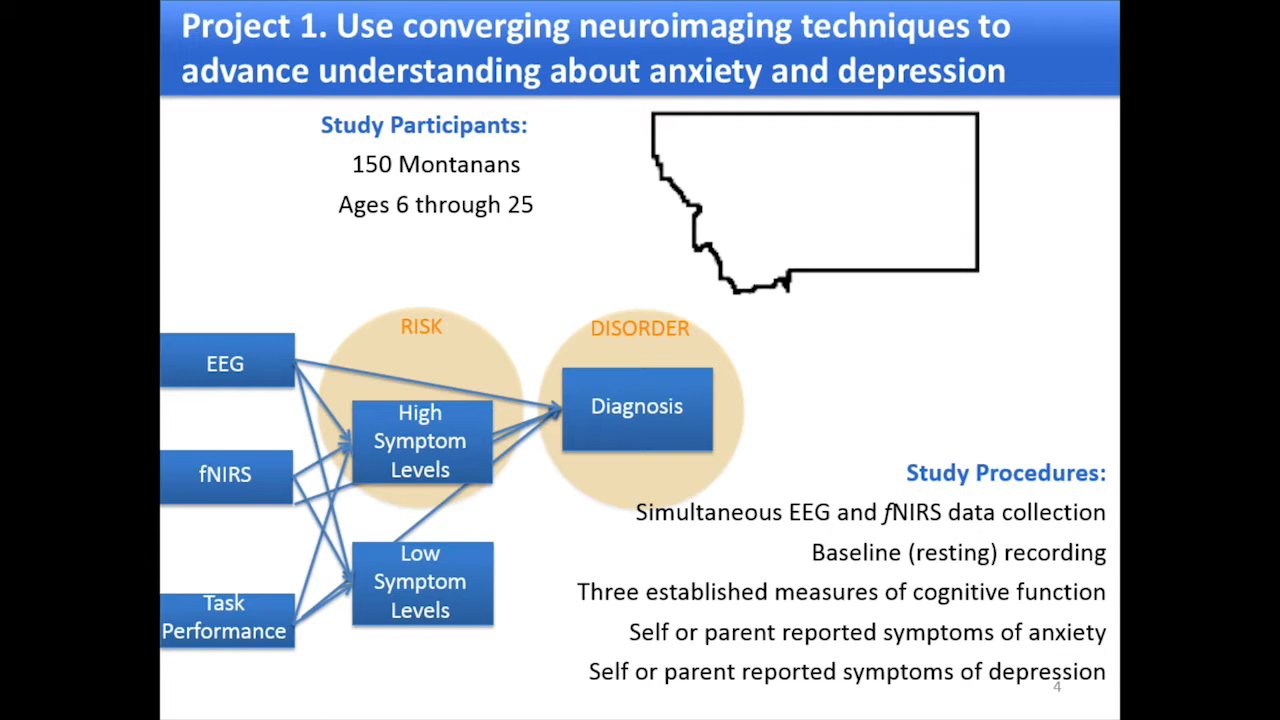 Project 1. Use converging neuroimaging techniques to
advance understanding about anxiety and depression
Study Participants:
150 Montanans
Ages 6 through 25
RISK
DISORDER
EEG
High
Symptom
Levels
Diagnosis
fNIRS
Low
Symptom
Levels
Task
Performance
Study Procedures:
Simultaneous EEG and fNIRS data collection
Baseline (resting) recording
Three established measures of cognitive function
Self or parent reported symptoms of anxiety
Self or parent reported symptoms of depression
4